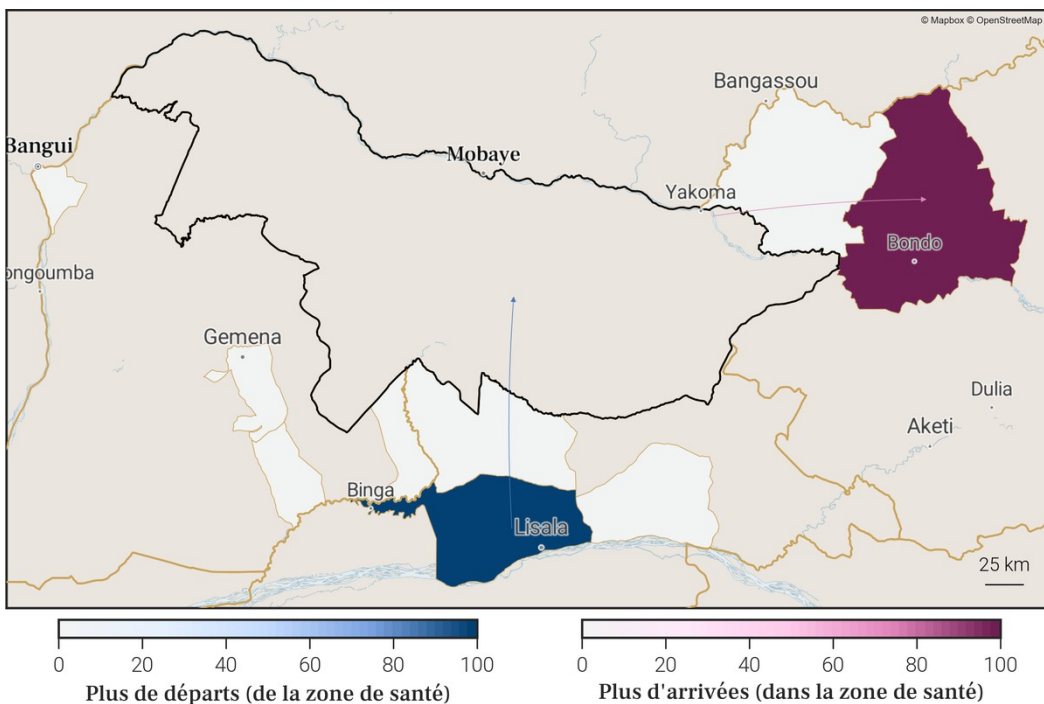 © Mapbox © OpenStreetMap
Bangassou
Bangui
Mobaye
Yakoma
Bondo
ongoumba
Gemena
Dulia
Aketi
Binga
Lisala
25 km
0 20 40 60 80 100
Plus de départs (de la zone de santé)
0 20 40 60 80 100
Plus d'arrivées (dans la zone de santé)